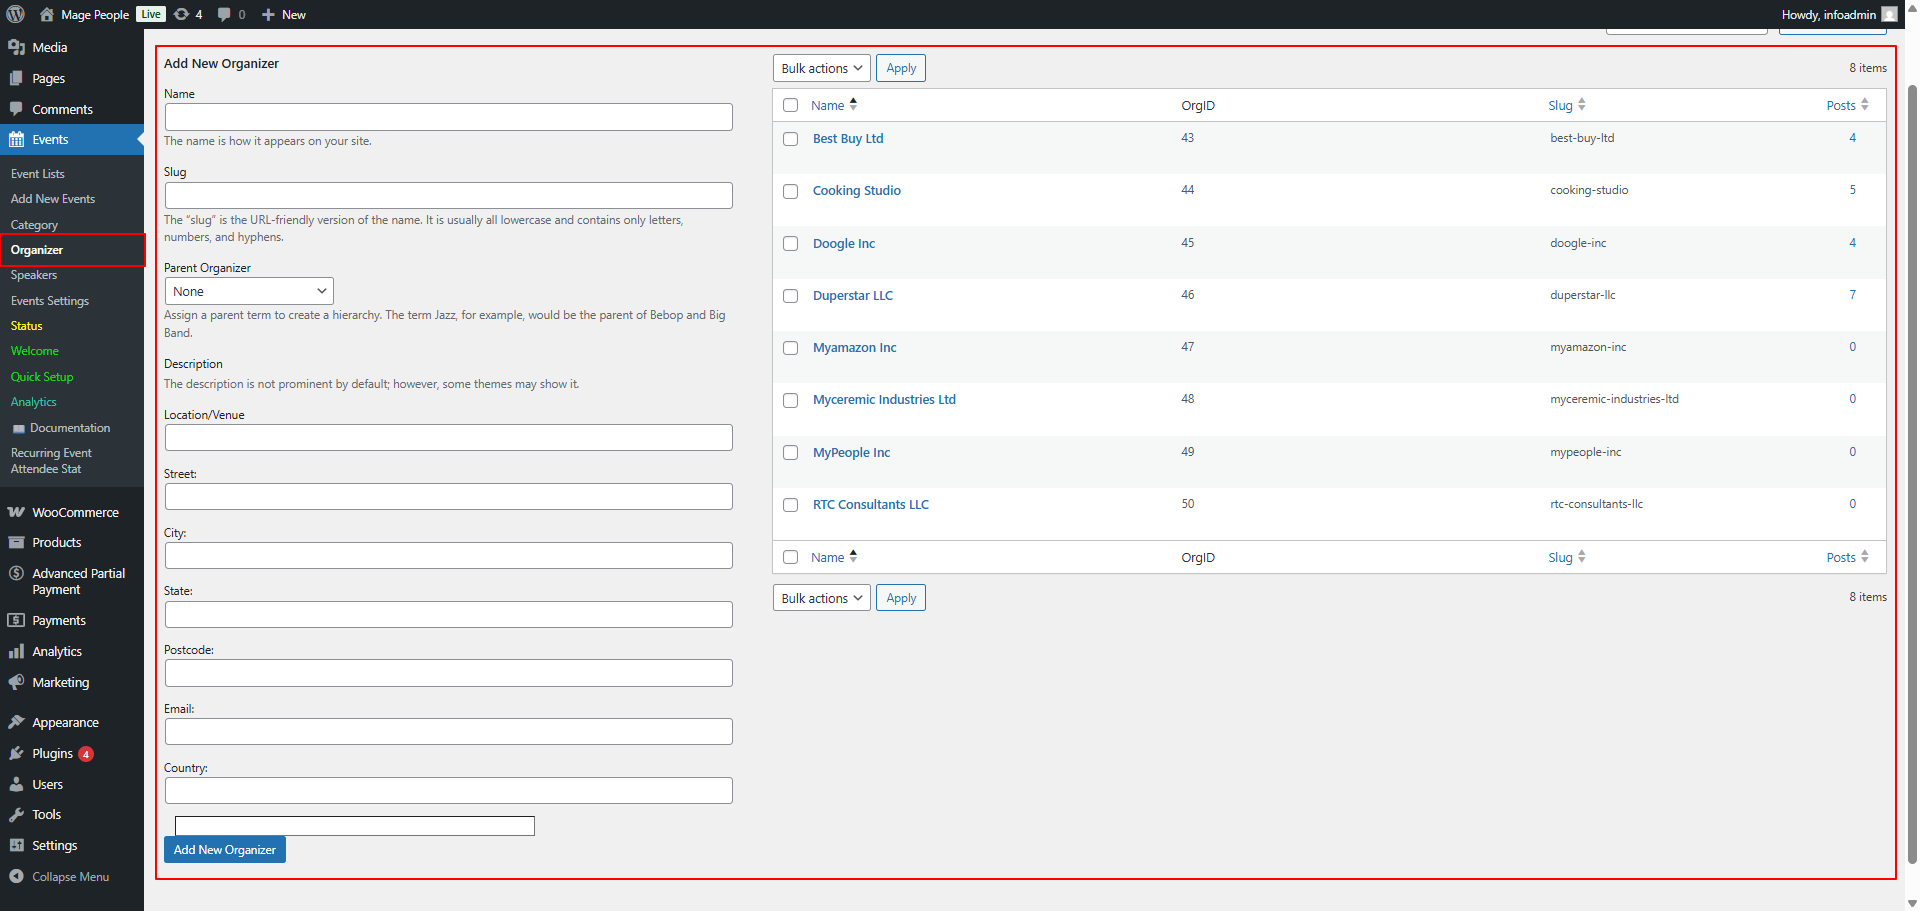 Mage People Live 4 0 New
Howdy, infoadmin
Media
Pages
Comments
Events
Event Lists
Add New Events
Category
Organizer
Speakers
Events Settings
Status
Welcome
Quick Setup
Analytics
Documentation
Recurring Event
Attendee Stat
WooCommerce
Products
Advanced Partial
Payment
Payments
Analytics
Marketing
Appearance
Plugins 4
Users
Tools
Settings
Collapse Menu
Add New Organizer
Name
The name is how it appears on your site.
Slug
The “slug” is the URL-friendly version of the name. It is usually all lowercase and contains only letters,
numbers, and hyphens.
Parent Organizer
None
Assign a parent term to create a hierarchy. The term Jazz, for example, would be the parent of Bebop and Big
Band.
Description
The description is not prominent by default; however, some themes may show it.
Location/Venue
Street:
City:
State:
Postcode:
Email:
Country:
Add New Organizer
Bulk actions Apply 8 items
Name OrgID Slug Posts
Best Buy Ltd 43 best-buy-ltd 4
Cooking Studio 44 cooking-studio 5
Doogle Inc 45 doogle-inc 4
Duperstar LLC 46 duperstar-llc 7
Myamazon Inc 47 myamazon-inc 0
Myceremic Industries Ltd 48 myceremic-industries-ltd 0
MyPeople Inc 49 mypeople-inc 0
RTC Consultants LLC 50 rtc-consultants-llc 0
Name OrgID Slug Posts
Bulk actions Apply 8 items